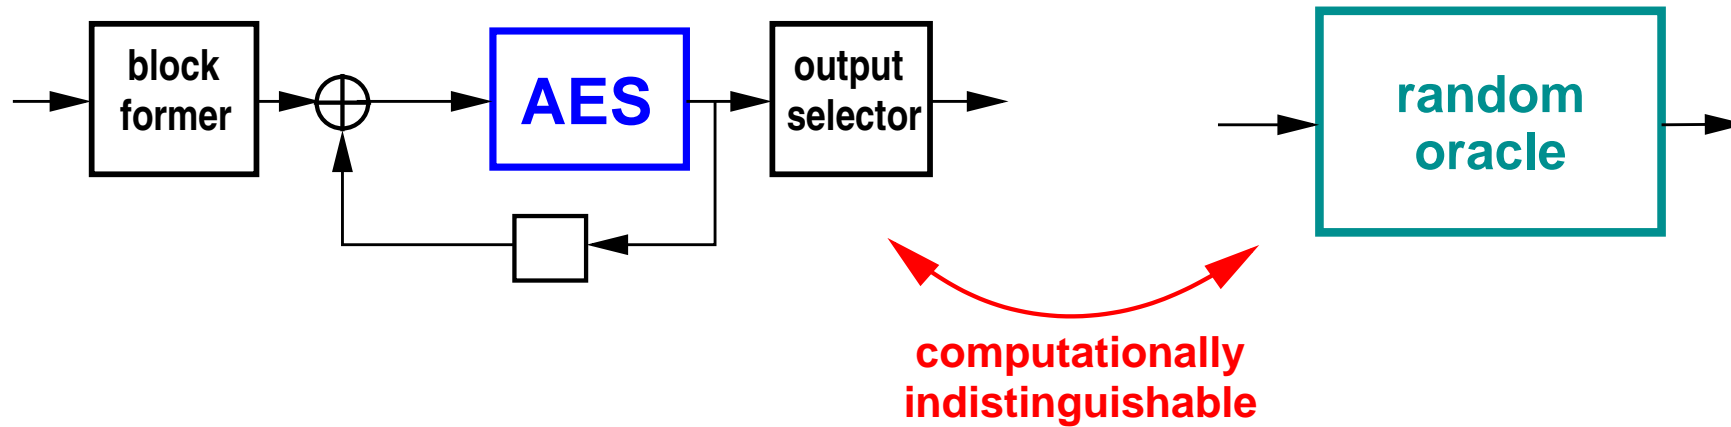 block
former
AES
output
selector
random
oracle
computationally
indistinguishable